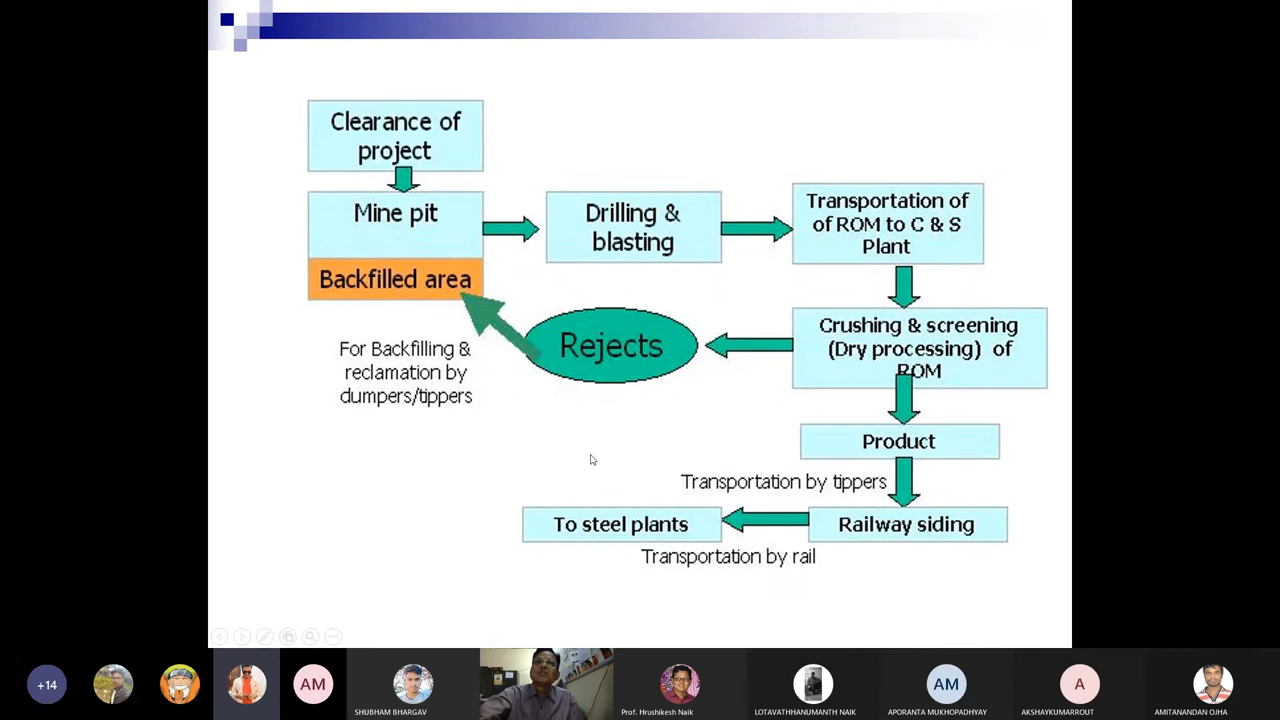 Clearance of
project
Mine pit
Backfilled area
Drilling &
blasting
Transportation of
of ROM to C & S
Plant
Crushing & screening
(Dry processing) of
ROM
Rejects
For Backfilling &
reclamation by
dumpers/tippers
Product
Transportation by tippers
Railway siding
To steel plants
Transportation by rail
+14
AM
SHUBHAM BHARGAV
Prof. Hrushikesh Naik
LOTAVATHHANUMANTH NAIK
AM
APORANTA MUKHOPADHYAY
A
AKSHAYKUMARROUT
AMITANANDAN OJHA